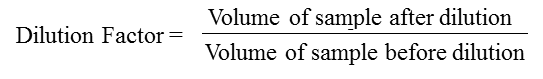 Dilution Factor = Volume of sample after dilution
Volume of sample before dilution